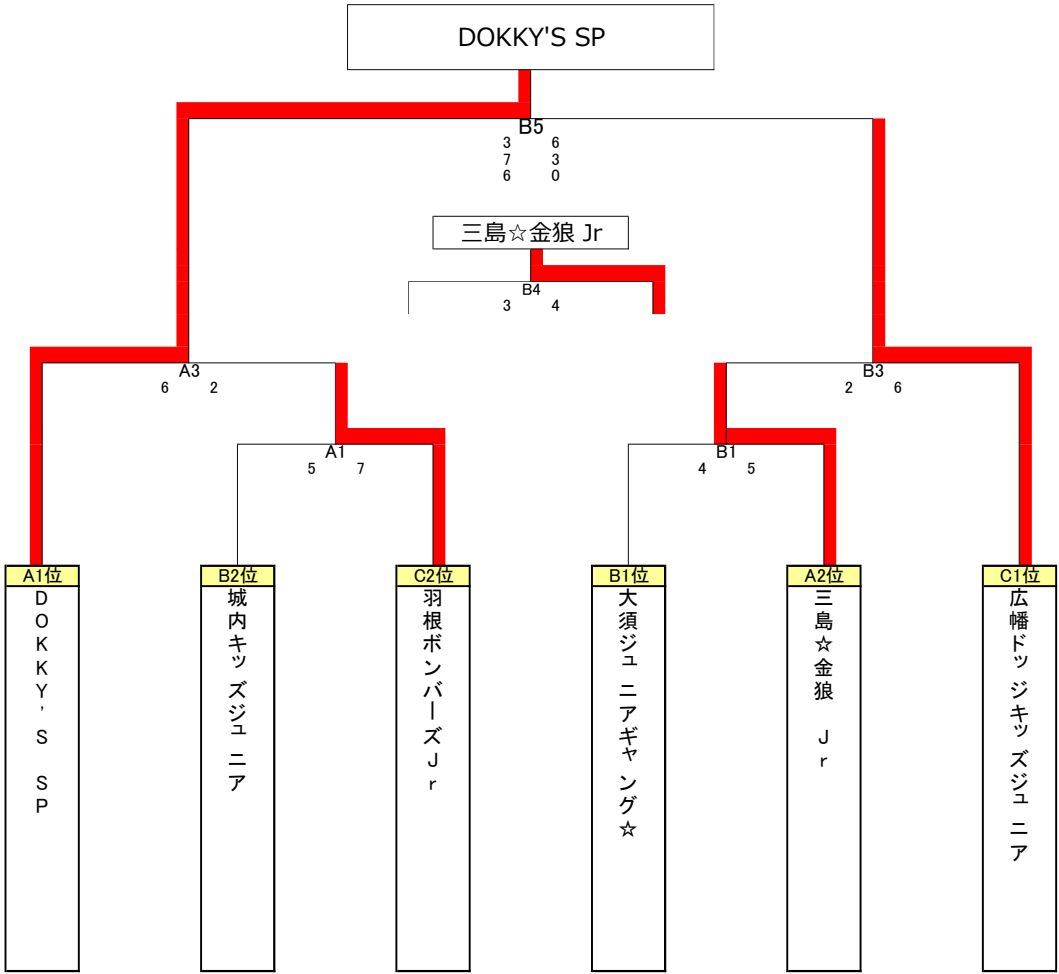 DOKKY'S SP
B5
3 6
7 3
6 0
三島☆金狼 Jr
B4
3 4
A3
6 2
B3
2 6
A1
5 7
B1
4 5
A1位
B2位
C2位
B1位
A2位
C1位
DOKKY'S SP
城内キッズジュニア
羽根ボンバーズJr
大須ジュニアギャング☆
三島☆金狼 Jr
広幡ドッジキッズジュニア